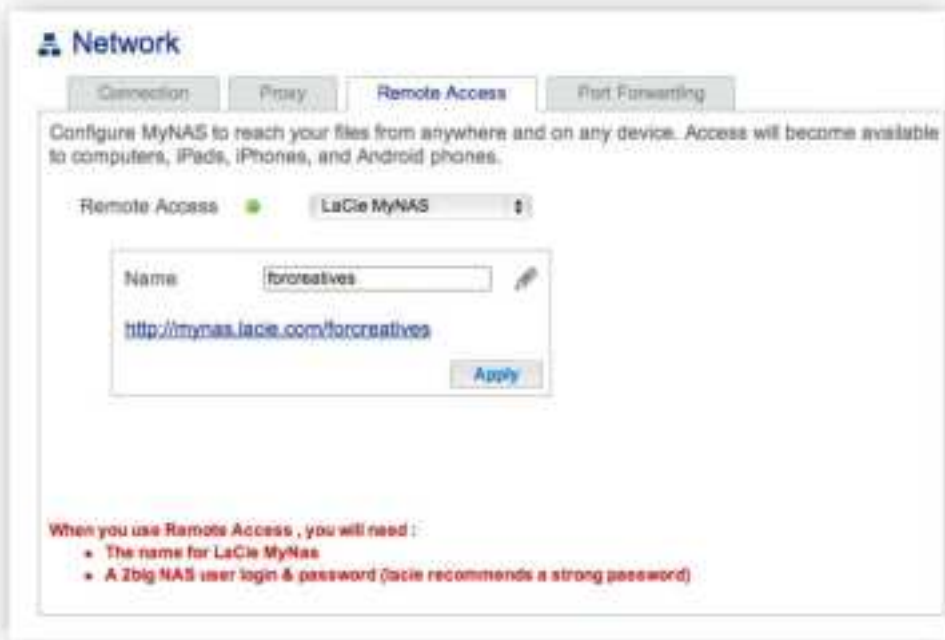 Network
Connection Proxy Remote Access Port Forwarding
Configure MyNAS to reach your files from anywhere and on any device. Access will become available
to computers, iPads, iPhones, and Android phones.
Remote Access LaCie MyNAS
Name forcreatives
http://mynas.lacie.com/forcreatives
Apply
When you use Remote Access , you will need :
• The name for LaCie MyNas
• A 2big NAS user login & password (lacie recommends a strong password)